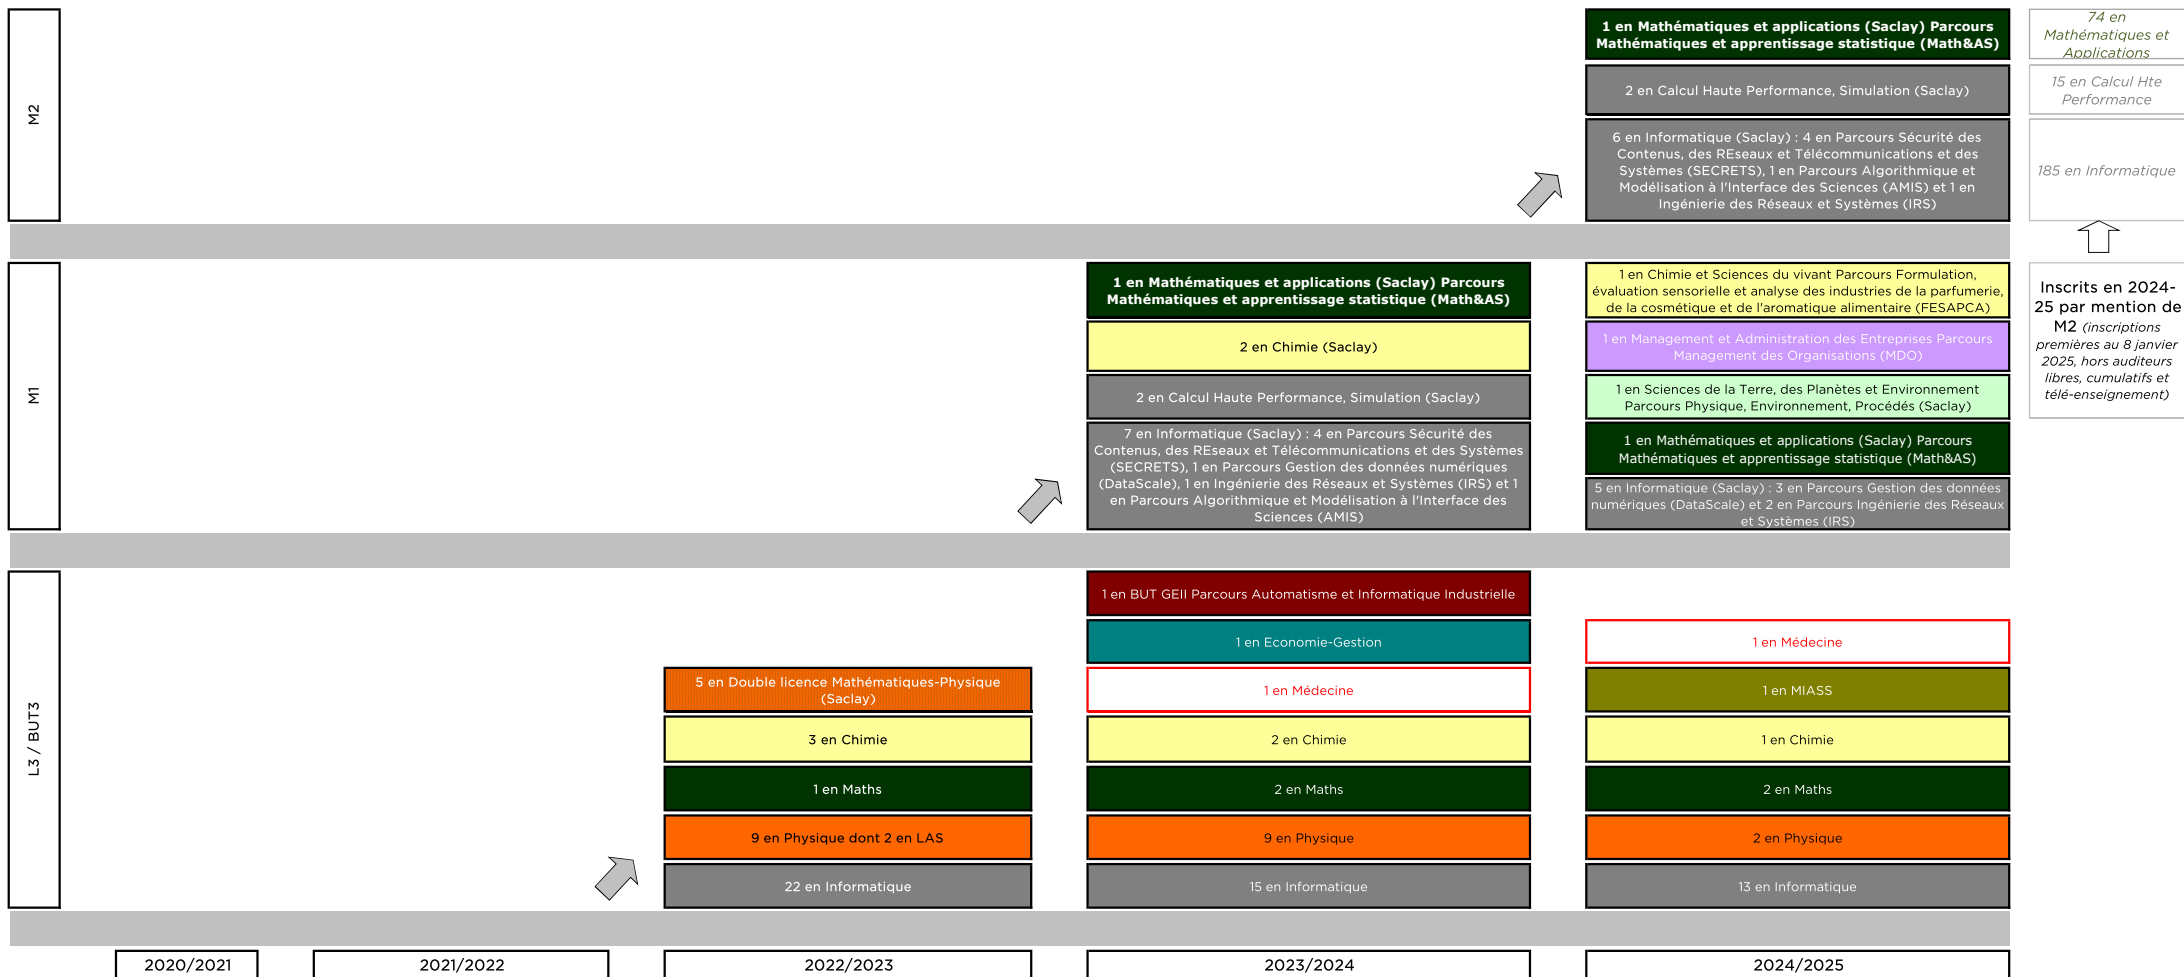 M2
1 en Mathématiques et applications (Saclay) Parcours
Mathématiques et apprentissage statistique (Math&AS)
2 en Calcul Haute Performance, Simulation (Saclay)
6 en Informatique (Saclay) : 4 en Parcours Sécurité des
Contenus, des REseaux et Télécommunications et des
Systèmes (SECRETS), 1 en Parcours Algorithmique et
Modélisation à l'Interface des Sciences (AMIS) et 1 en
Ingénierie des Réseaux et Systèmes (IRS)
74 en
Mathématiques et
Applications
15 en Calcul Hte
Performance
185 en Informatique
M1
1 en Mathématiques et applications (Saclay) Parcours
Mathématiques et apprentissage statistique (Math&AS)
2 en Chimie (Saclay)
2 en Calcul Haute Performance, Simulation (Saclay)
7 en Informatique (Saclay) : 4 en Parcours Sécurité des
Contenus, des REseaux et Télécommunications et des Systèmes
(SECRETS), 1 en Parcours Gestion des données numériques
(DataScale), 1 en Ingénierie des Réseaux et Systèmes (IRS) et 1
en Parcours Algorithmique et Modélisation à l'Interface des
Sciences (AMIS)
1 en Chimie et Sciences du vivant Parcours Formulation,
évaluation sensorielle et analyse des industries de la parfumerie,
de la cosmétique et de l'aromatique alimentaire (FESAPCA)
1 en Management et Administration des Entreprises Parcours
Management des Organisations (MDO)
1 en Sciences de la Terre, des Planètes et Environnement
Parcours Physique, Environnement, Procédés (Saclay)
1 en Mathématiques et applications (Saclay) Parcours
Mathématiques et apprentissage statistique (Math&AS)
5 en Informatique (Saclay) : 3 en Parcours Gestion des données
numériques (DataScale) et 2 en Parcours Ingénierie des Réseaux
et Systèmes (IRS)
Inscrits en 2024-
25 par mention de
M2 (inscriptions
premières au 8 janvier
2025, hors auditeurs
libres, cumulatifs et
télé-enseignement)
L3 / BUT3
5 en Double licence Mathématiques-Physique
(Saclay)
3 en Chimie
1 en Maths
9 en Physique dont 2 en LAS
22 en Informatique
1 en BUT GEII Parcours Automatisme et Informatique Industrielle
1 en Economie-Gestion
1 en Médecine
2 en Chimie
2 en Maths
9 en Physique
15 en Informatique
1 en Médecine
1 en MIASS
1 en Chimie
2 en Maths
2 en Physique
13 en Informatique
2020/2021
2021/2022
2022/2023
2023/2024
2024/2025